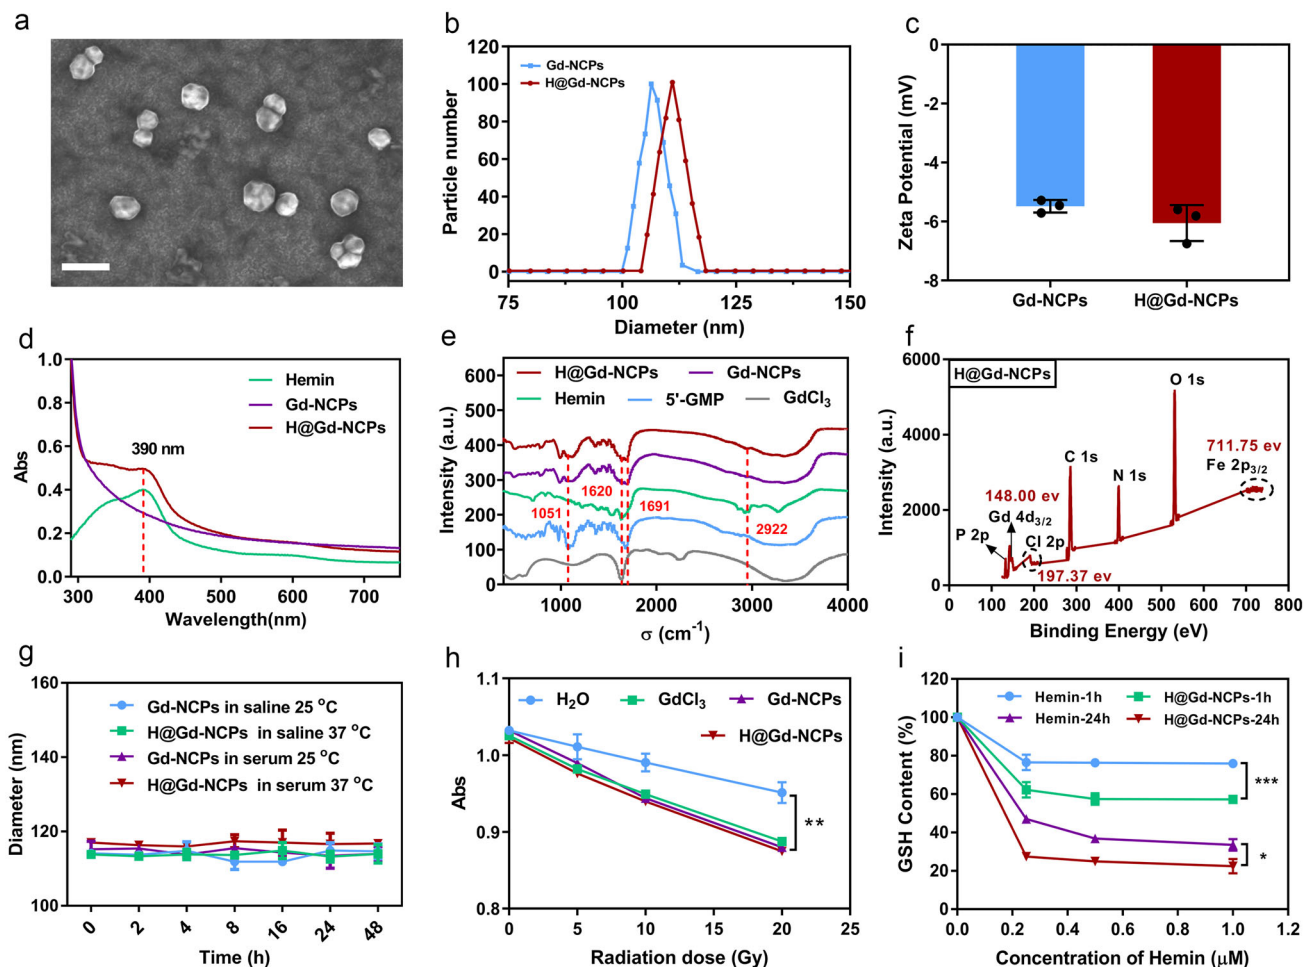 a
b
120
100
80
60
40
20
0
Particle number
Gd-NCPs
H@Gd-NCPs
75
100
125
150
Diameter (nm)
c
0
-2
-4
-6
-8
Zeta Potential (mV)
Gd-NCPs
H@Gd-NCPs
d
1.0
0.8
0.6
0.4
0.2
0.0
Abs
Hemin
Gd-NCPs
H@Gd-NCPs
390 nm
300
400
500
600
700
Wavelength(nm)
e
600
500
400
300
200
100
0
Intensity (a.u.)
H@Gd-NCPs
Gd-NCPs
Hemin
5'-GMP
GdCl3
1051
1620
1691
2922
1000
2000
3000
4000
σ (cm-1)
f
6000
4000
2000
0
Intensity (a.u.)
H@Gd-NCPs
O 1s
C 1s
N 1s
711.75 ev
Fe 2p3/2
148.00 ev
Gd 4d3/2
P 2p
Cl 2p
197.37 ev
0
100
200
300
400
500
600
700
800
Binding Energy (eV)
g
160
140
120
100
Diameter (nm)
Gd-NCPs in saline 25 °C
H@Gd-NCPs in saline 37 °C
Gd-NCPs in serum 25 °C
H@Gd-NCPs in serum 37 °C
0
2
4
8
16
24
48
Time (h)
h
1.1
1.0
0.9
0.8
Abs
H2O
GdCl3
Gd-NCPs
H@Gd-NCPs
**
0
5
10
15
20
25
Radiation dose (Gy)
i
120
100
80
60
40
20
0
GSH Content (%)
Hemin-1h
H@Gd-NCPs-1h
Hemin-24h
H@Gd-NCPs-24h
***
*
0.0
0.2
0.4
0.6
0.8
1.0
1.2
Concentration of Hemin (μM)